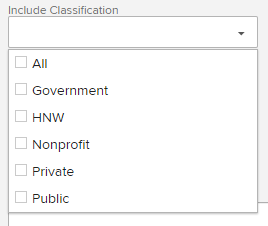 Include Classification
All
Government
HNW
Nonprofit
Private
Public